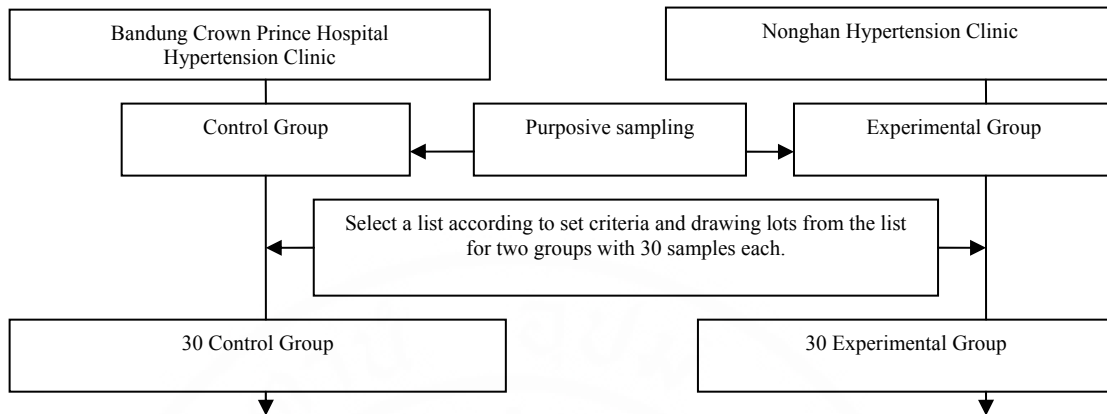 Bandung Crown Prince Hospital
Hypertension Clinic
Nonghan Hypertension Clinic
Control Group
Purposive sampling
Experimental Group
Select a list according to set criteria and drawing lots from the list
for two groups with 30 samples each.
30 Control Group
30 Experimental Group